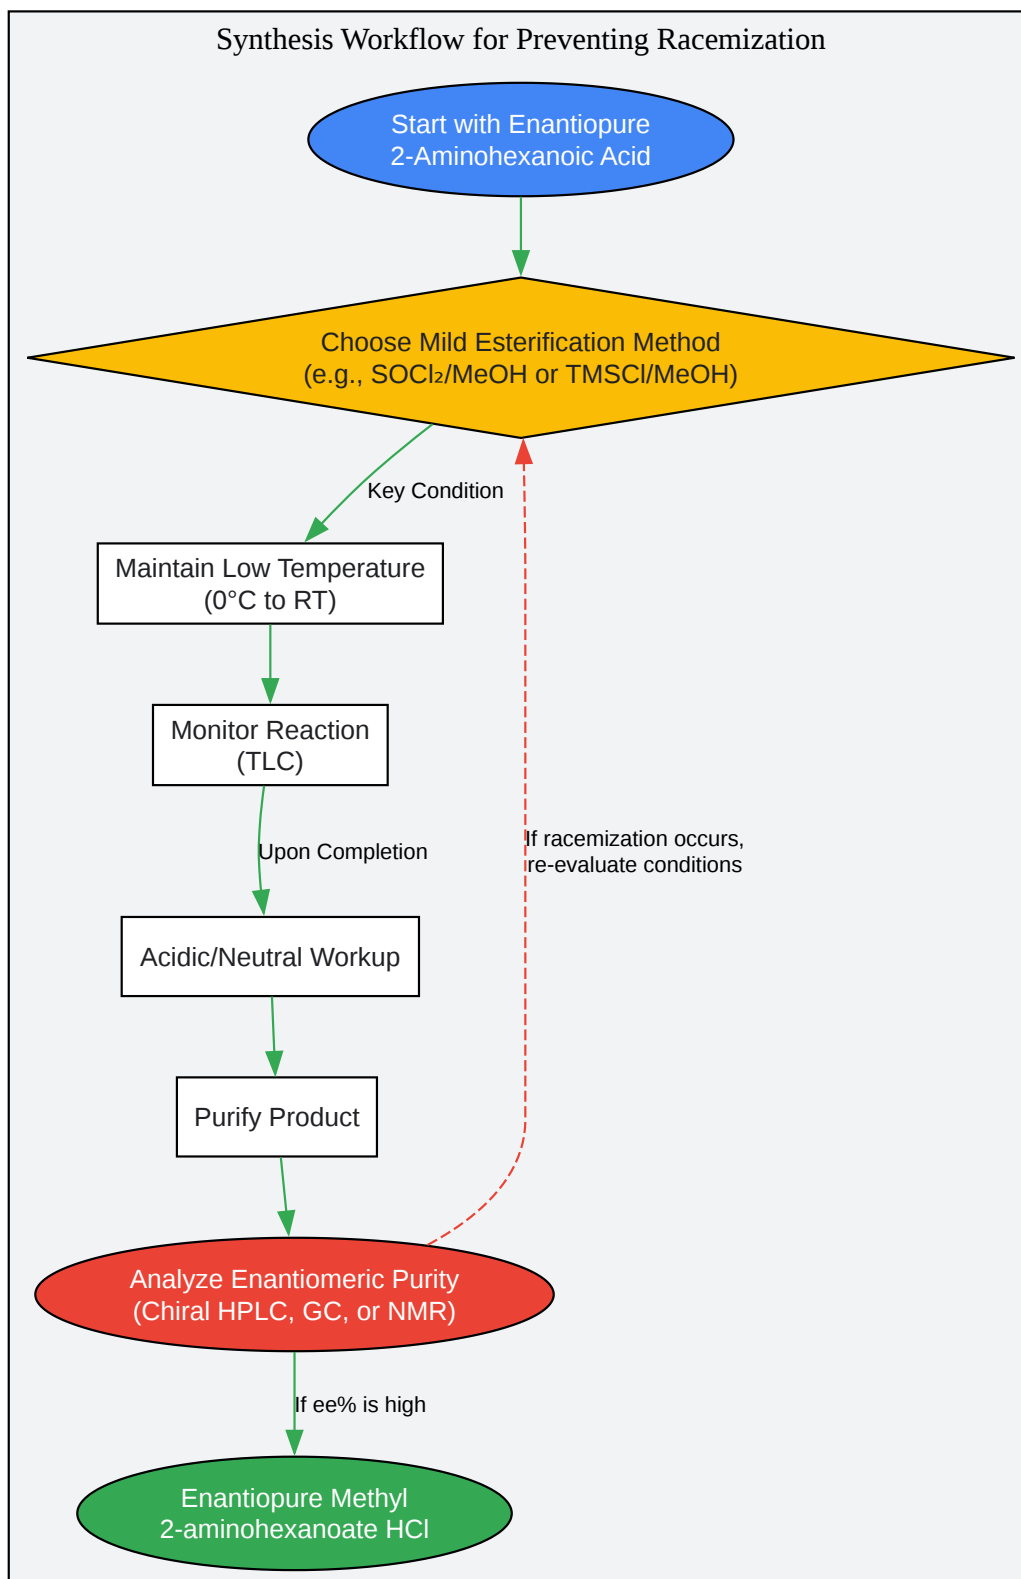 Synthesis Workflow for Preventing Racemization
Start with Enantiopure
2-Aminohexanoic Acid
Choose Mild Esterification Method
(e.g., SOCl₂/MeOH or TMSCl/MeOH)
Key Condition
Maintain Low Temperature
(0°C to RT)
Monitor Reaction
(TLC)
Upon Completion
If racemization occurs,
re-evaluate conditions
Acidic/Neutral Workup
Purify Product
Analyze Enantiomeric Purity
(Chiral HPLC, GC, or NMR)
If ee% is high
Enantiopure Methyl
2-aminohexanoate HCl